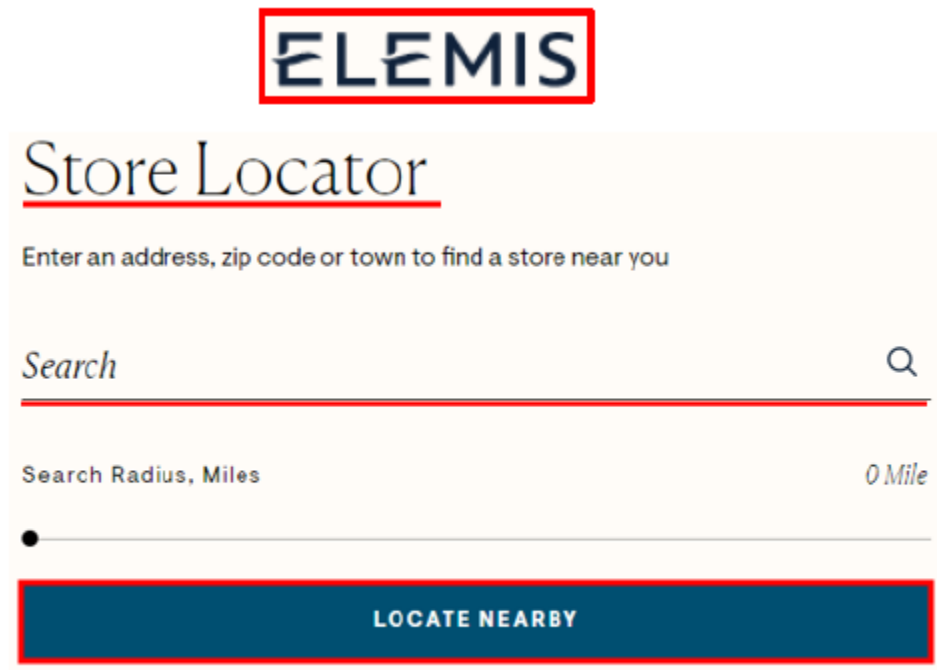 ELEMIS
Store Locator
Enter an address, zip code or town to find a store near you
Search
Search Radius, Miles 0 Mile
LOCATE NEARBY